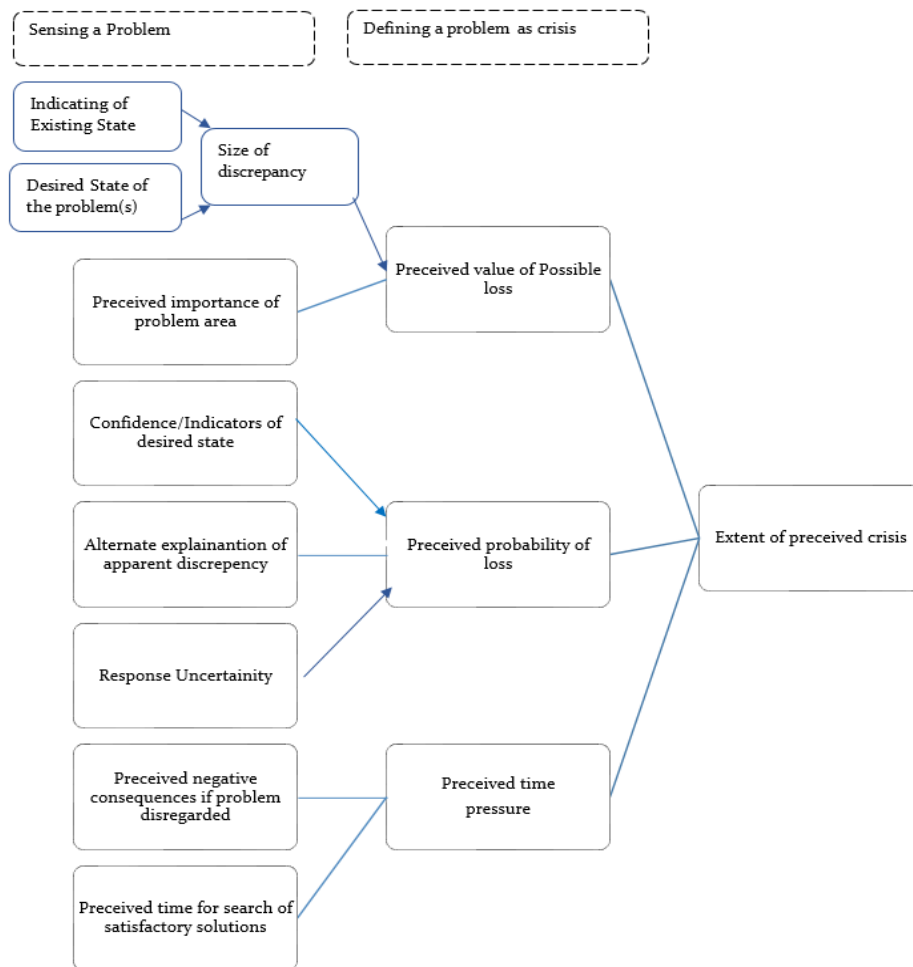 Sensing a Problem
Defining a problem as crisis
Indicating of
Existing State
Size of
discrepancy
Desired State of
the problem(s)
Preceived value of Possible
loss
Preceived importance of
problem area
Confidence/Indicators of
desired state
Alternate explainantion of
apparent discrepency
Preceived probability of
loss
Extent of preceived crisis
Response Uncertainity
Preceived negative
consequences if problem
disregarded
Preceived time
pressure
Preceived time for search of
satisfactory solutions